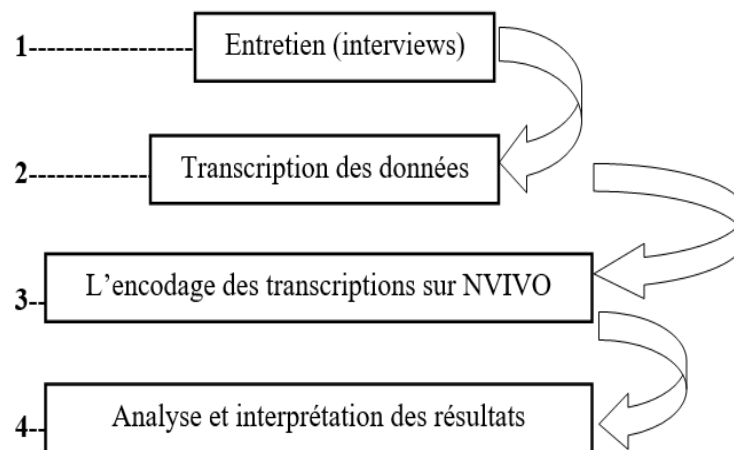 1--------------------- Entretien (interviews)
2--------------- Transcription des données
3-- L’encodage des transcriptions sur NVIVO
4-- Analyse et interprétation des résultats